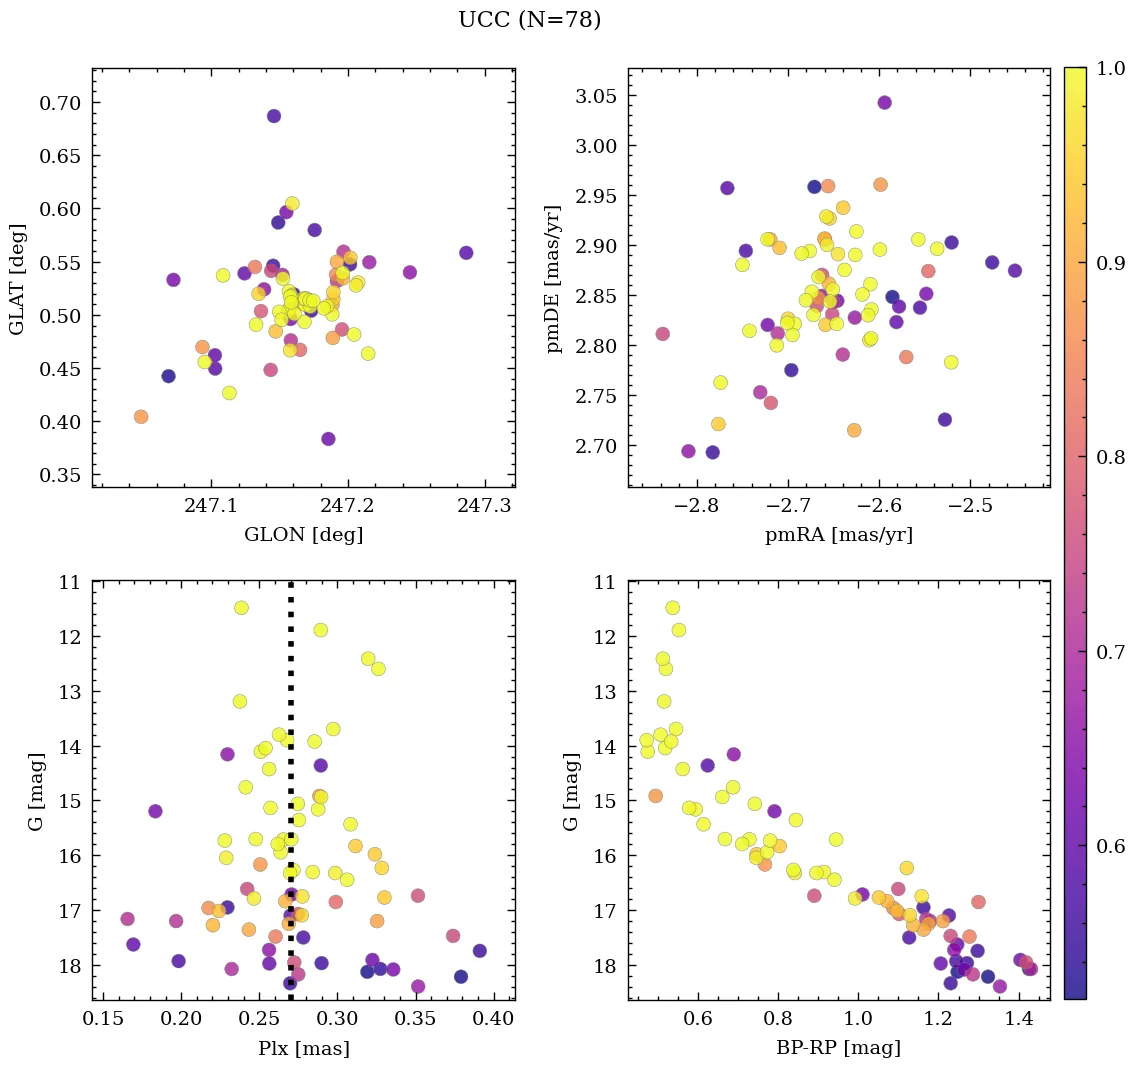 UCC (N=78)
0.70
0.65
0.60
0.55
0.50
0.45
0.40
0.35
GLAT [deg]
247.1 247.2 247.3
GLON [deg]
3.05
3.00
2.95
2.90
2.85
2.80
2.75
2.70
pmDE [mas/yr]
−2.8 −2.7 −2.6 −2.5
pmRA [mas/yr]
1.0
0.9
0.8
0.7
0.6
11
12
13
14
15
16
17
18
G [mag]
0.15 0.20 0.25 0.30 0.35 0.40
Plx [mas]
11
12
13
14
15
16
17
18
G [mag]
0.6 0.8 1.0 1.2 1.4
BP-RP [mag]